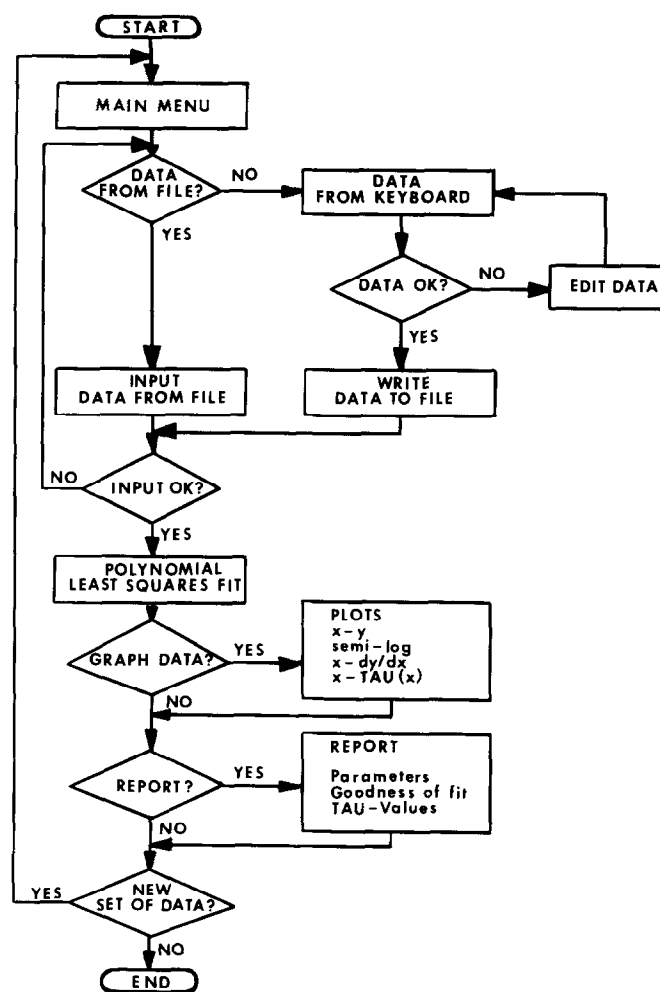 START
MAIN MENU
DATA
FROM FILE?
NO
DATA
FROM KEYBOARD
YES
DATA OK?
NO
EDIT DATA
YES
INPUT
DATA FROM FILE
WRITE
DATA TO FILE
NO
INPUT OK?
YES
POLYNOMIAL
LEAST SQUARES FIT
GRAPH DATA?
YES
PLOTS
x-y
semi-log
x-dy/dx
x-TAU(x)
NO
REPORT?
YES
REPORT
Parameters
Goodness of fit
TAU-Values
NO
YES
NEW
SET OF DATA?
NO
END